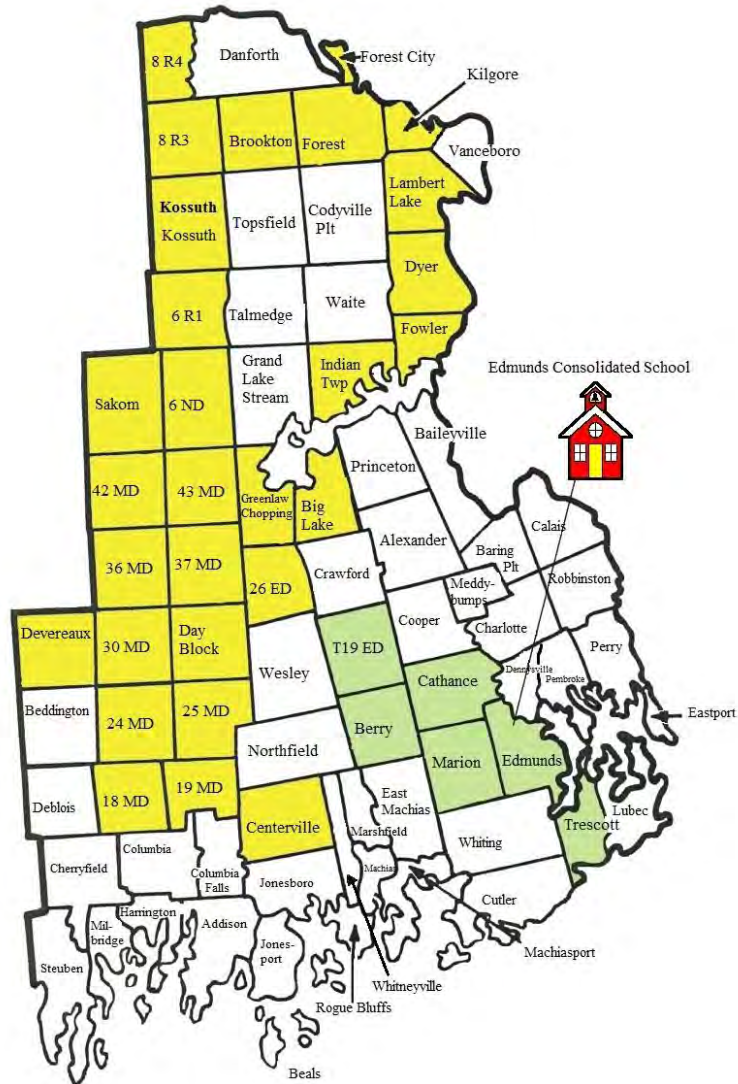 Danforth
Forest City
8 R4
Kilgore
8 R3
Brookton
Forest
Vanceboro
Lambert
Lake
Kossuth
Kossuth
Topsfield
Codyville
Plt
Dyer
6 R1
Talmedge
Waite
Fowler
Grand
Lake
Stream
Indian
Twp
Edmunds Consolidated School
Sakom
6 ND
Baileyville
Princeton
42 MD
43 MD
Greenlaw
Chopping
Big
Lake
Alexander
Calais
Baring
Plt
36 MD
37 MD
26 ED
Crawford
Meddy-
bumps
Robbinston
Cooper
Charlotte
Devereaux
30 MD
Day
Block
T19 ED
Wesley
Perry
Dennysville
Pembroke
Cathance
Beddington
24 MD
25 MD
Eastport
Berry
Northfield
Marion
Edmunds
Deblois
18 MD
19 MD
East
Machias
Centerville
Marshfield
Whiting
Trescott
Lubec
Columbia
Cherryfield
Columbia
Falls
Jonesboro
Machias
Cutler
Harrington
Mil-
bridge
Addison
Jones-
port
Machiasport
Steuben
Whitneyville
Rogue Bluffs
Beals